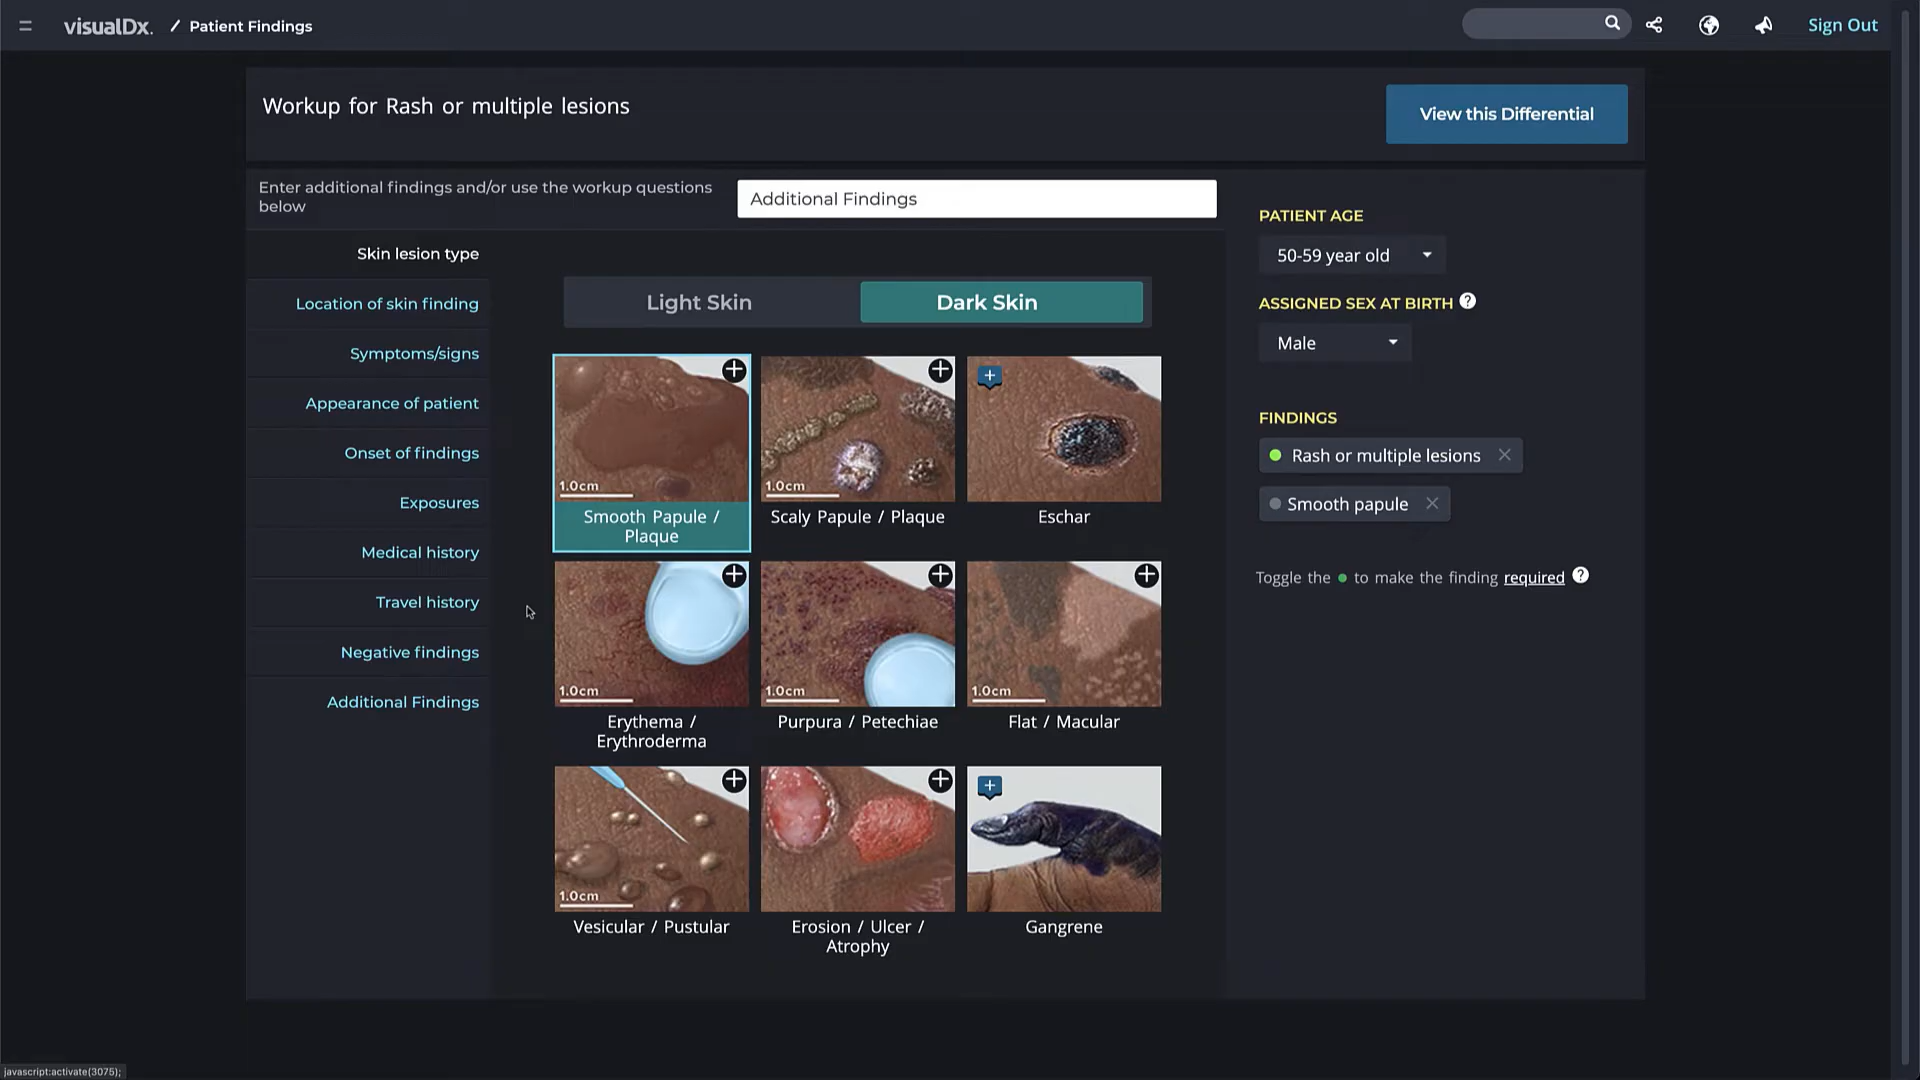 visualDx. / Patient Findings
Sign Out
Workup for Rash or multiple lesions
View this Differential
Enter additional findings and/or use the workup questions
below
Additional Findings
Skin lesion type
Location of skin finding
Symptoms/signs
Appearance of patient
Onset of findings
Exposures
Medical history
Travel history
Negative findings
Additional Findings
Light Skin
Dark Skin
1.0cm
1.0cm
Smooth Papule /
Plaque
Scaly Papule / Plaque
Eschar
1.0cm
1.0cm
1.0cm
Erythema /
Erythroderma
Purpura / Petechiae
Flat / Macular
1.0cm
Vesicular / Pustular
Erosion / Ulcer /
Atrophy
Gangrene
PATIENT AGE
50-59 year old
ASSIGNED SEX AT BIRTH ?
Male
FINDINGS
Rash or multiple lesions
Smooth papule
Toggle the ● to make the finding required ?
javascript:activate(3075);